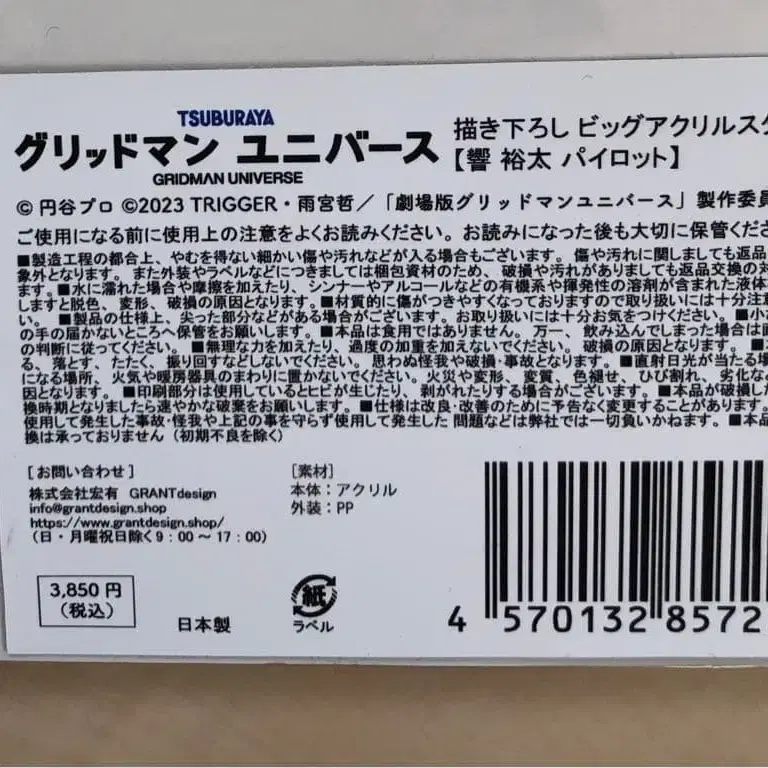 TSUBURAYA
グリッドマン ユニバース
GRIDMAN UNIVERSE
描き下ろし ビッグアクリルスタ
【響 裕太 パイロット】
© 円谷プロ ©2023 TRIGGER・雨宮哲／「劇場版グリッドマンユニバース」製作委員
ご使用になる前に使用上の注意をよくお読みください。お読みになった後も大切に保管くださ
■製造工程の都合上、やむを得ない細かい傷や汚れなどが入る場合もございます。傷や汚れに関しましても返品
象外となります。また外装やラベルなどにつきましては梱包資材のため、破損や汚れがありましても返品交換の対
ます。■水に濡れた場合や摩擦を加えたり、シンナーやアルコールなどの有機系や揮発性の溶剤が含まれた液体
しますと脱色、変形、破損の原因となります。■材質的に傷がつきやすくなっておりますので取り扱いには十分注意
い。■製品の仕様上、尖った部分などがある場合がございます。お取り扱いには十分お気をつけください。■小
の手の届かないところへ保管をお願いします。■本品は食用ではありません。万一、飲み込んでしまった場合は
の判断に従ってください。■無理な力を加えたり、過度の加重を加えないでください。破損の原因となります。■
る、落とす、たたく、振り回すなどしないでください。思わぬ怪我や破損・事故となります。■直射日光が当たる場
になる場所、火気や暖房器具のまわりに置かないでください。火災や変形、変質、色褪せ、ひび割れ、劣化な
因となります。■印刷部分は使用しているとヒビが生じたり、剥がれたりする場合がございます。■本品が破損し
換時期となりましたら速やかな破棄をお願いします。■仕様は改良・改善のために予告なく変更することがあります。
使用して発生した事故・怪我や上記の事を守らず使用して発生した 問題などは弊社では一切負いかねます。■本品
換は承っておりません（初期不良を除く）
[お問い合わせ]
株式会社宏有 GRANTdesign
info@grantdesign.shop
https://www.grantdesign.shop/
（日・月曜祝日除く9：00～17：00）
[素材]
本体：アクリル
外装：PP
3,850円
（税込）
日本製
紙
ラベル
4 570132 8572